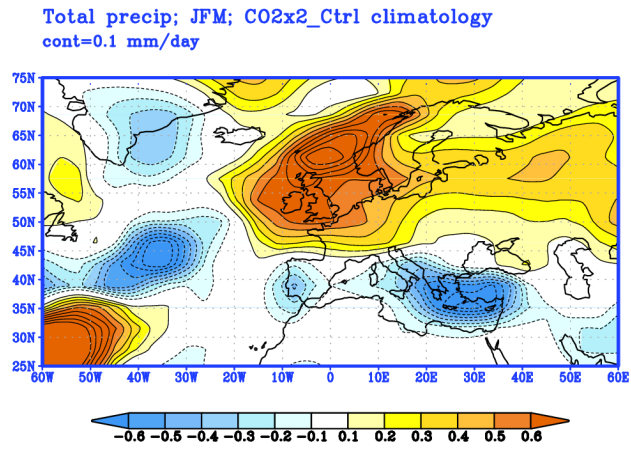 Total precip; JFM; CO2x2_Ctrl climatology
cont=0.1 mm/day
75N
70N
65N
60N
55N
50N
45N
40N
35N
30N
25N
60W 50W 40W 30W 20W 10W 0 10E 20E 30E 40E 50E 60E
-0.6 -0.5 -0.4 -0.3 -0.2 -0.1 0.1 0.2 0.3 0.4 0.5 0.6